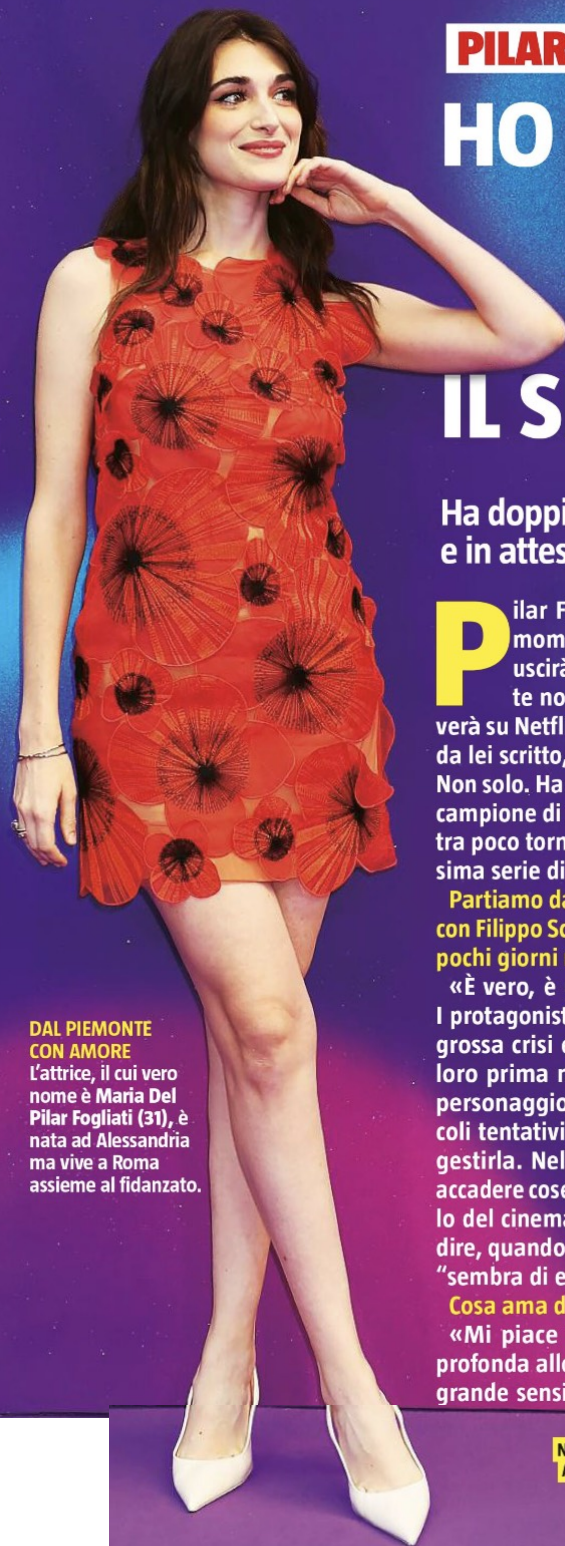 PILAR
HO
IL S
Ha doppi
e in attes
Pilar F
mom
uscirà
te no
verà su Netfl
da lei scritto,
Non solo. Ha
campione di
tra poco torn
sima serie di
Partiamo da
con Filippo Sc
pochi giorni
«È vero, è
I protagonist
grossa crisi
loro prima
personaggio
coli tentativi
gestirla. Nel
accadere cose
lo del cinema
dire, quando
“sembra di e
Cosa ama d
«Mi piace
profonda alle
grande sensi
DAL PIEMONTE
CON AMORE
L’attrice, il cui vero
nome è Maria Del
Pilar Fogliati (31), è
nata ad Alessandria
ma vive a Roma
assieme al fidanzato.
N
A